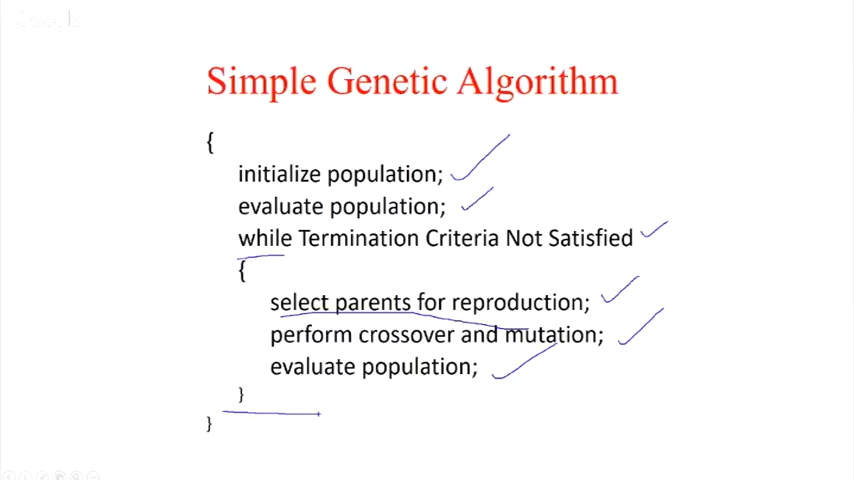 Simple Genetic Algorithm
{
initialize population;
evaluate population;
while Termination Criteria Not Satisfied
{
select parents for reproduction;
perform crossover and mutation;
evaluate population;
}
}